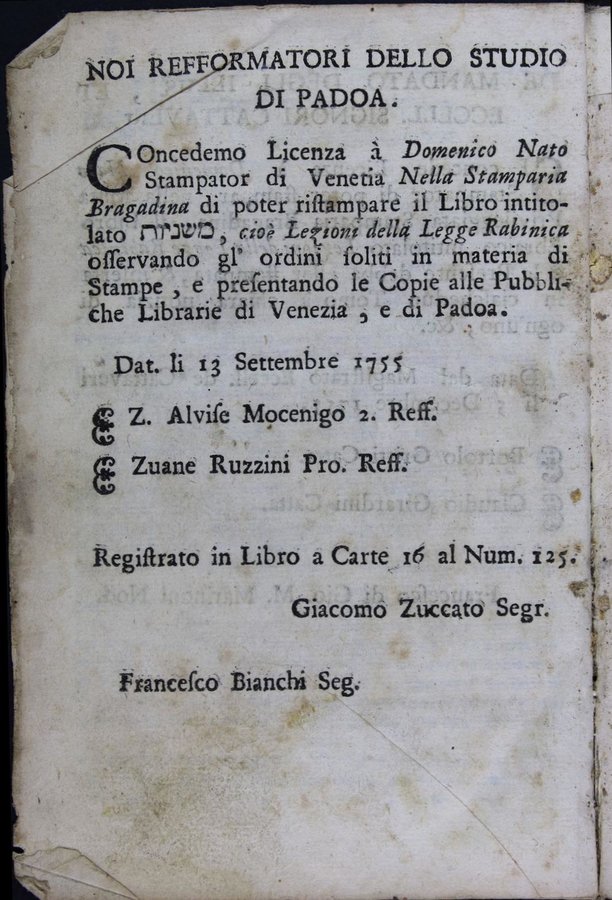 NOI REFFORMATORI DELLO STUDIO
DI PADOA.
COncedemo Licenza à Domenico Nato
Stampator di Venetia Nella Stamparia
Bragadina di poter riſtampare il Libro intito-
lato משניות, cioè Lezioni della Legge Rabinica
oſſervando gl' ordini ſoliti in materia di
Stampe, e preſentando le Copie alle Pubbli-
che Librarie di Venezia, e di Padoa.
Dat. li 13 Settembre 1755
Z. Alviſe Mocenigo 2. Reff.
Zuane Ruzzini Pro. Reff.
Regiſtrato in Libro a Carte 16 al Num. 125.
Giacomo Zuccato Segr.
Franceſco Bianchi Seg.